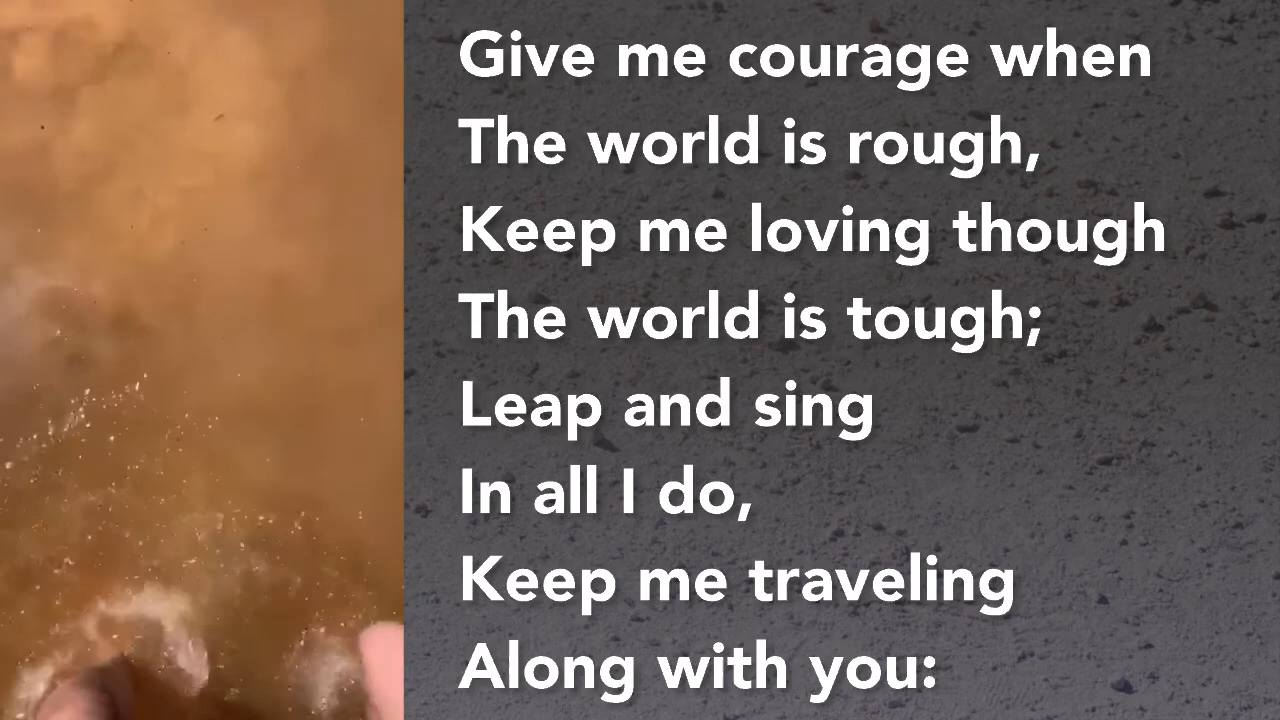 Give me courage when
The world is rough,
Keep me loving though
The world is tough;
Leap and sing
In all I do,
Keep me traveling
Along with you: